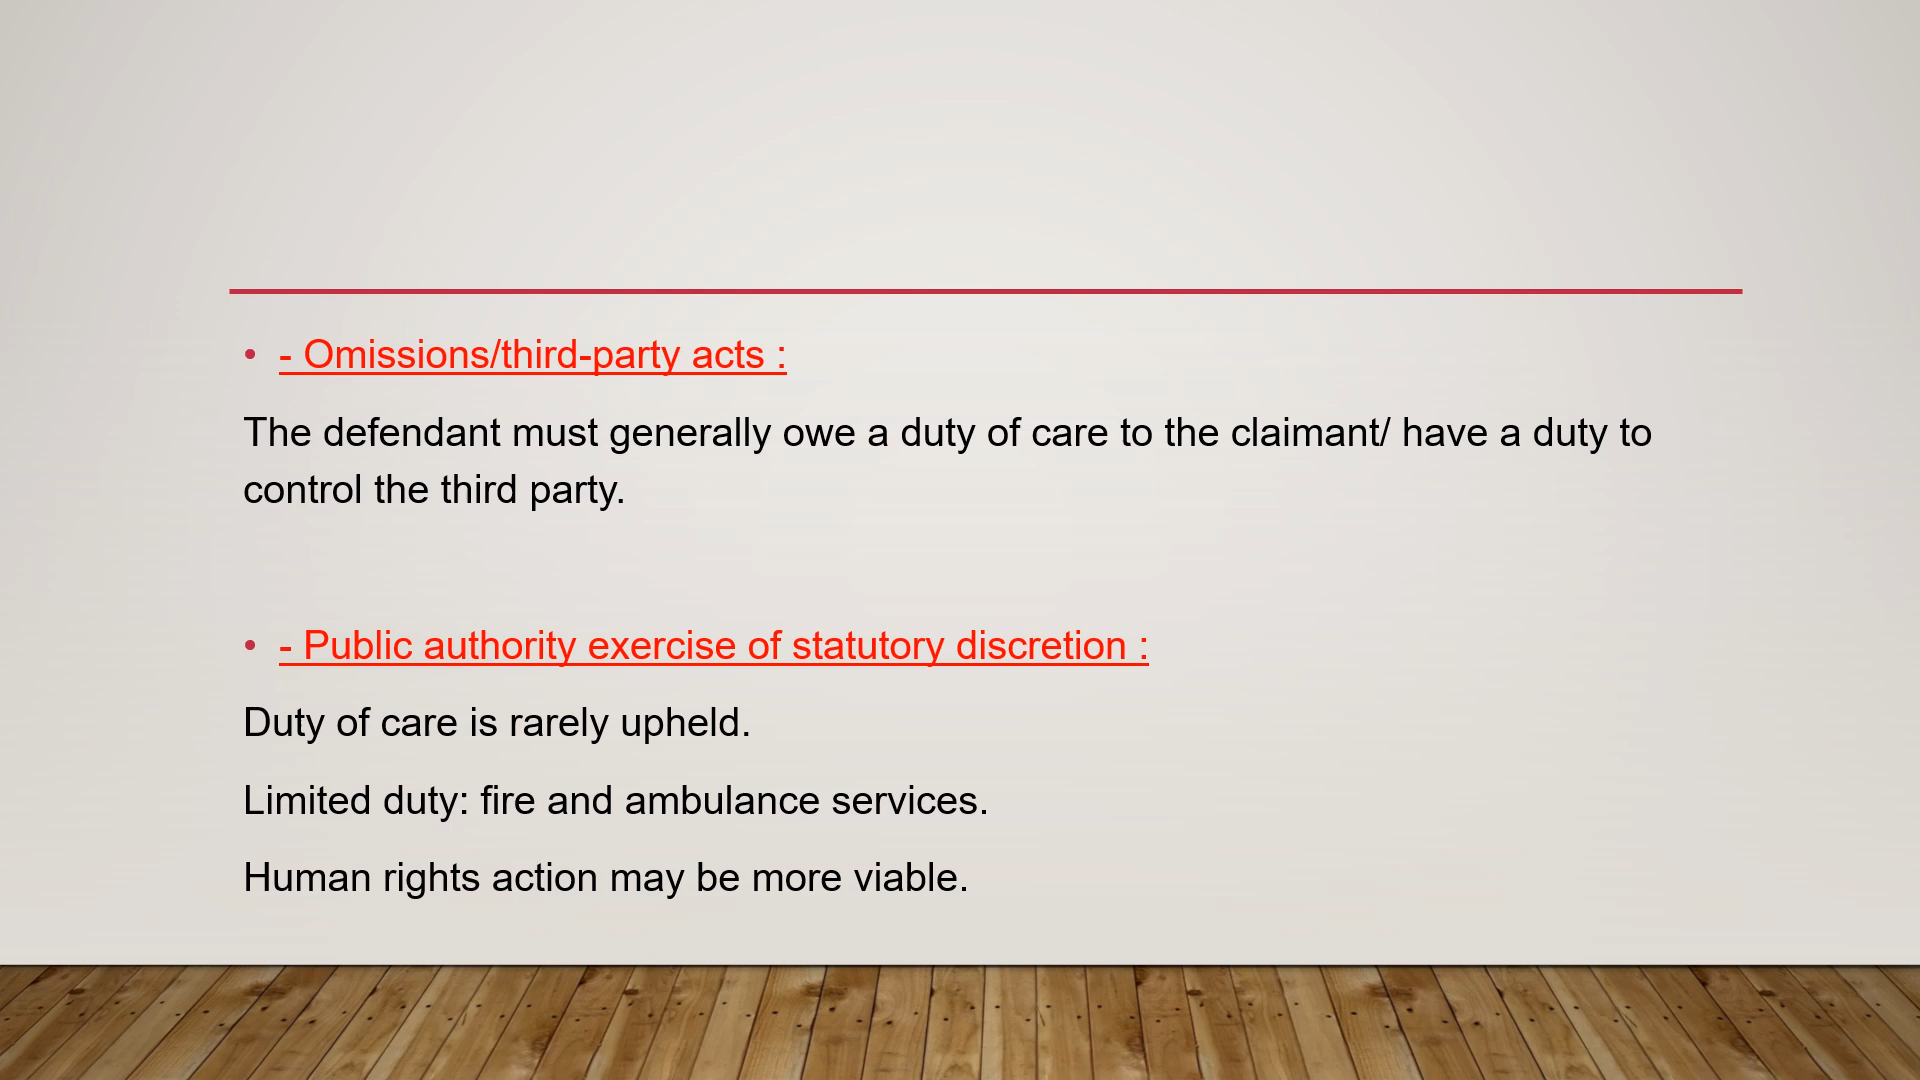 • - Omissions/third-party acts :
The defendant must generally owe a duty of care to the claimant/ have a duty to
control the third party.
• - Public authority exercise of statutory discretion :
Duty of care is rarely upheld.
Limited duty: fire and ambulance services.
Human rights action may be more viable.